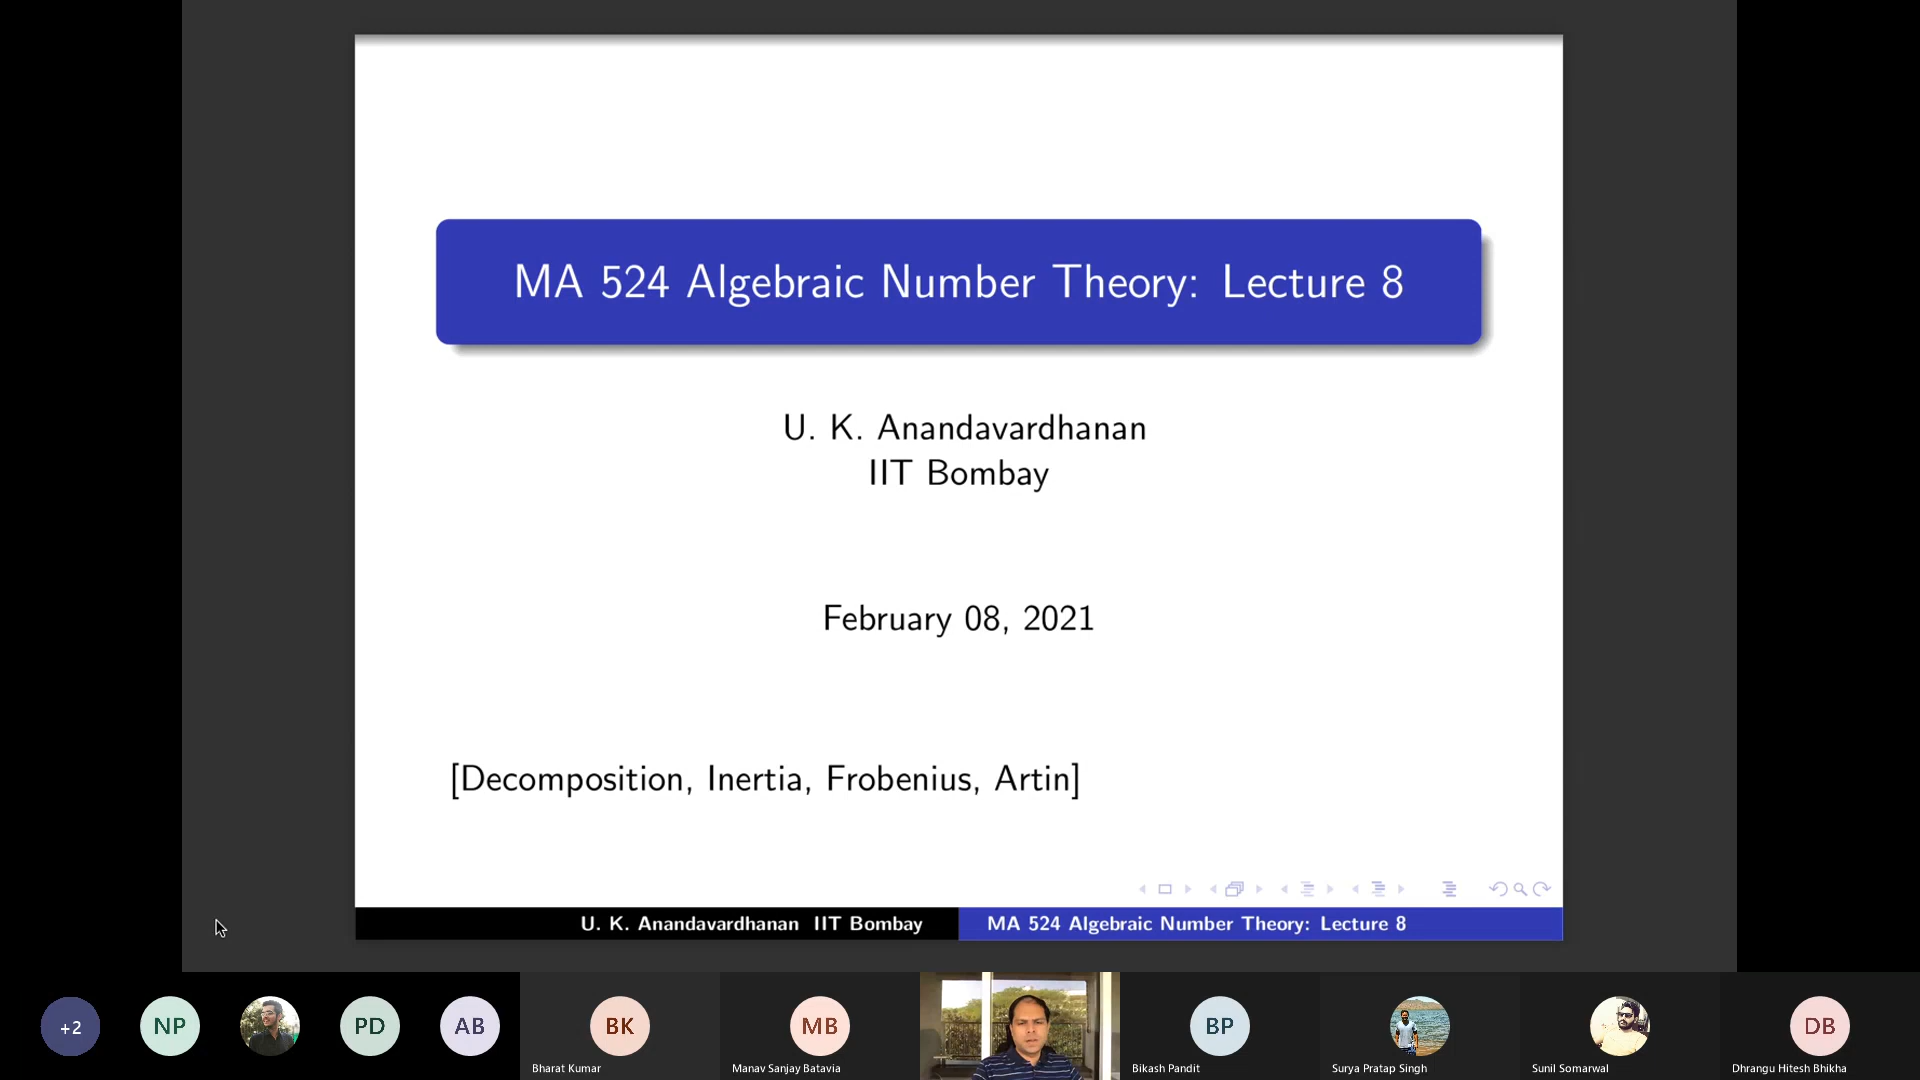 MA 524 Algebraic Number Theory: Lecture 8
U. K. Anandavardhanan
IIT Bombay
February 08, 2021
[Decomposition, Inertia, Frobenius, Artin]
U. K. Anandavardhanan IIT Bombay
MA 524 Algebraic Number Theory: Lecture 8
+2
NP
PD
AB
BK
MB
BP
DB
Bharat Kumar
Manav Sanjay Batavia
Bikash Pandit
Surya Pratap Singh
Sunil Somarwal
Dhrangu Hitesh Bhikha